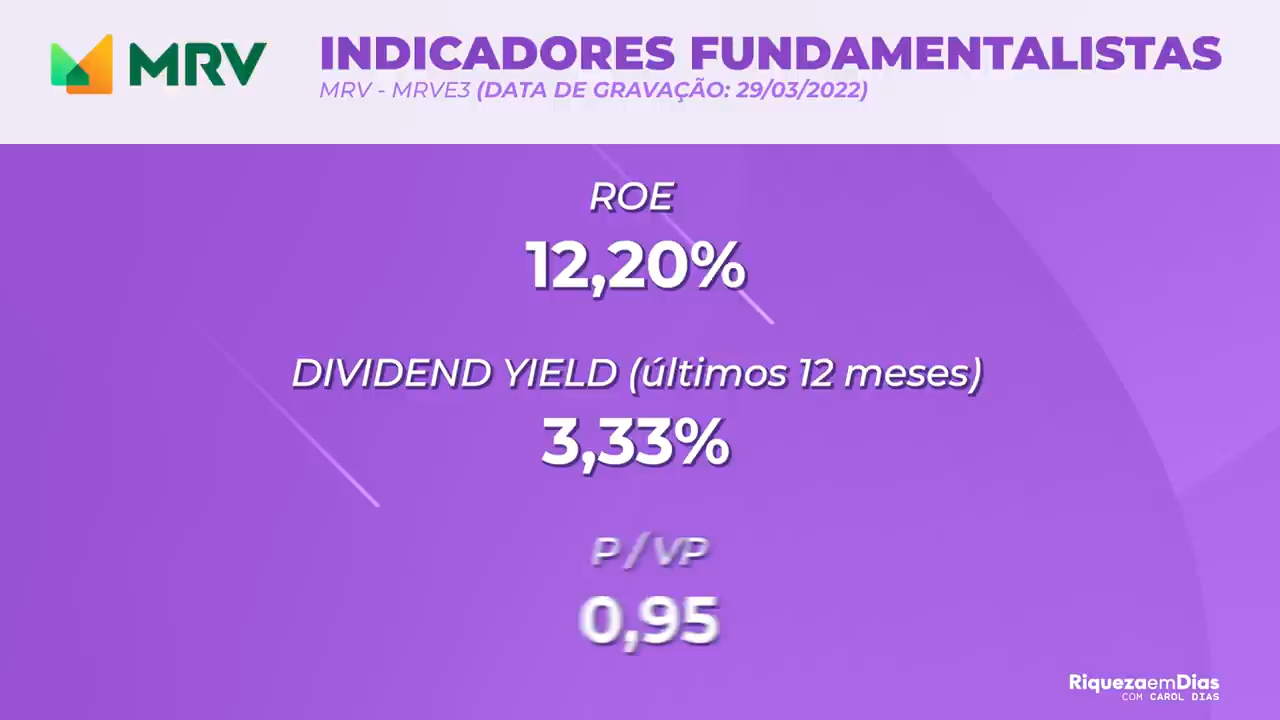 MRV
INDICADORES FUNDAMENTALISTAS
MRV - MRVE3 (DATA DE GRAVAÇÃO: 29/03/2022)
ROE
12,20%
DIVIDEND YIELD (últimos 12 meses)
3,33%
P / VP
0,95
RiquezaemDias
COM CAROL DIAS